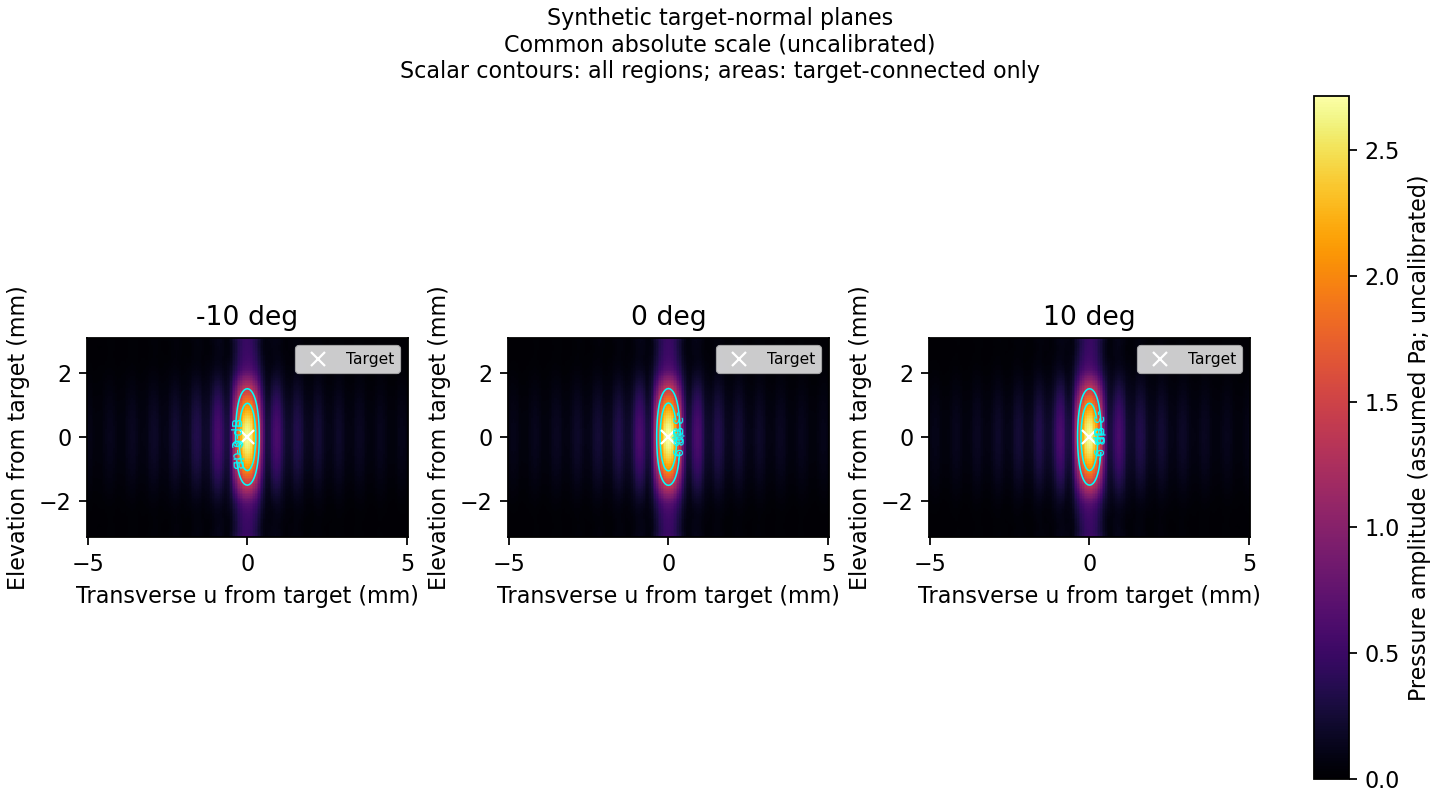 Synthetic target-normal planes
Common absolute scale (uncalibrated)
Scalar contours: all regions; areas: target-connected only
-10 deg
Elevation from target (mm)
2
0
−2
Target
−5
0
5
Transverse u from target (mm)
0 deg
Elevation from target (mm)
2
0
−2
Target
−5
0
5
Transverse u from target (mm)
10 deg
Elevation from target (mm)
2
0
−2
Target
−5
0
5
Transverse u from target (mm)
2.5
2.0
1.5
1.0
0.5
0.0
Pressure amplitude (assumed Pa; uncalibrated)